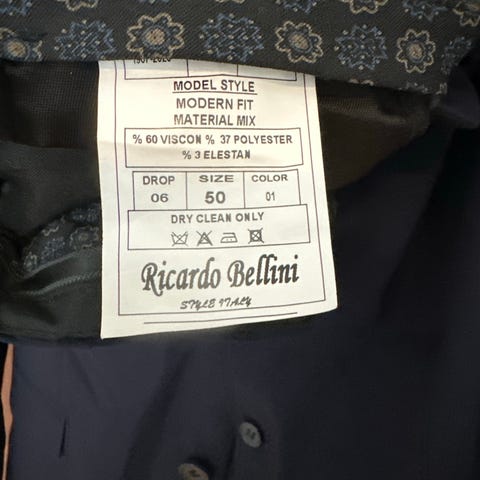 MODEL STYLE
MODERN FIT
MATERIAL MIX
% 60 VISCON % 37 POLYESTER
% 3 ELESTAN
DROP SIZE COLOR
06 50 01
DRY CLEAN ONLY
Ricardo Bellini
STYLE ITALY